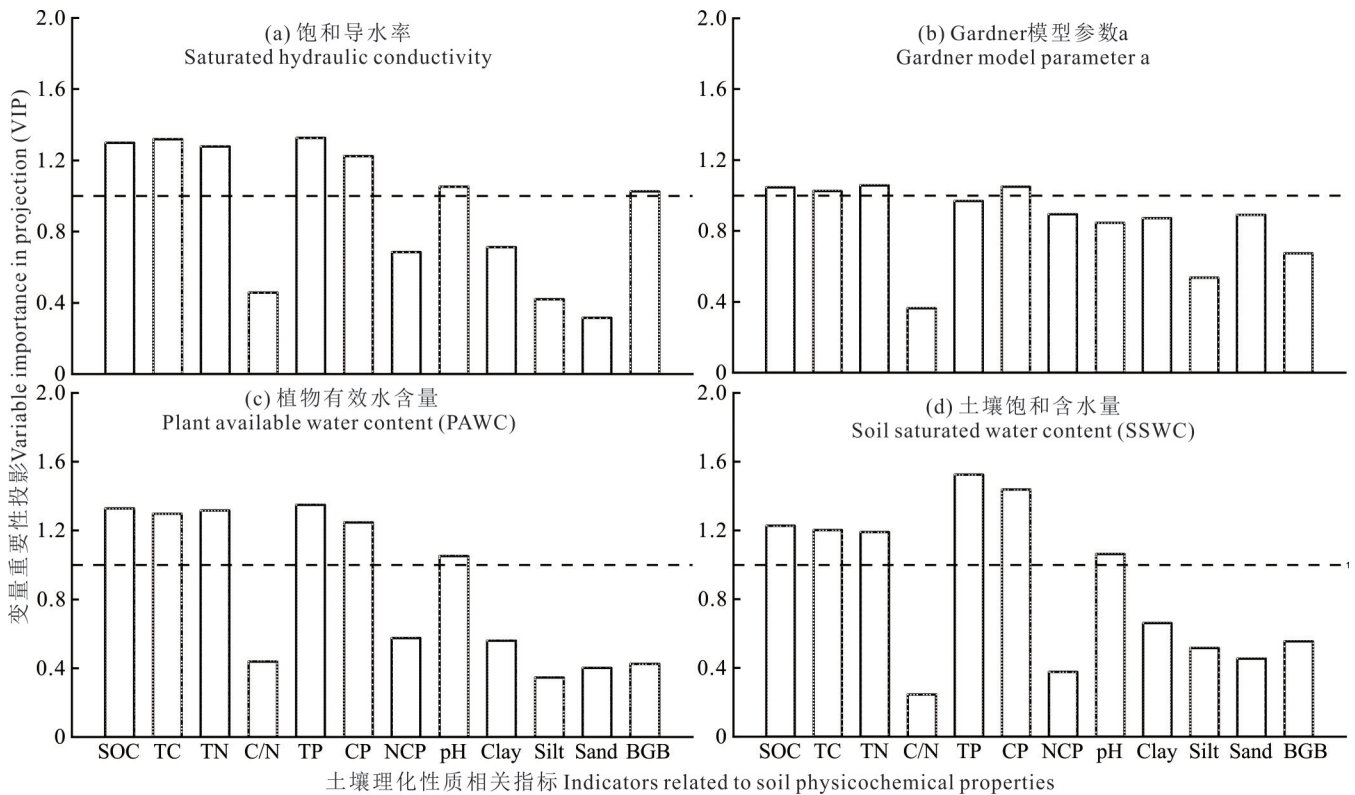 变量重要性投影Variable importance in projection (VIP)
2.0
1.6
1.2
0.8
0.4
0
(a) 饱和导水率
Saturated hydraulic conductivity
2.0
1.6
1.2
0.8
0.4
0
(b) Gardner模型参数a
Gardner model parameter a
2.0
1.6
1.2
0.8
0.4
0
(c) 植物有效水含量
Plant available water content (PAWC)
SOC TC TN C/N TP CP NCP pH Clay Silt Sand BGB
2.0
1.6
1.2
0.8
0.4
0
(d) 土壤饱和含水量
Soil saturated water content (SSWC)
SOC TC TN C/N TP CP NCP pH Clay Silt Sand BGB
土壤理化性质相关指标 Indicators related to soil physicochemical properties